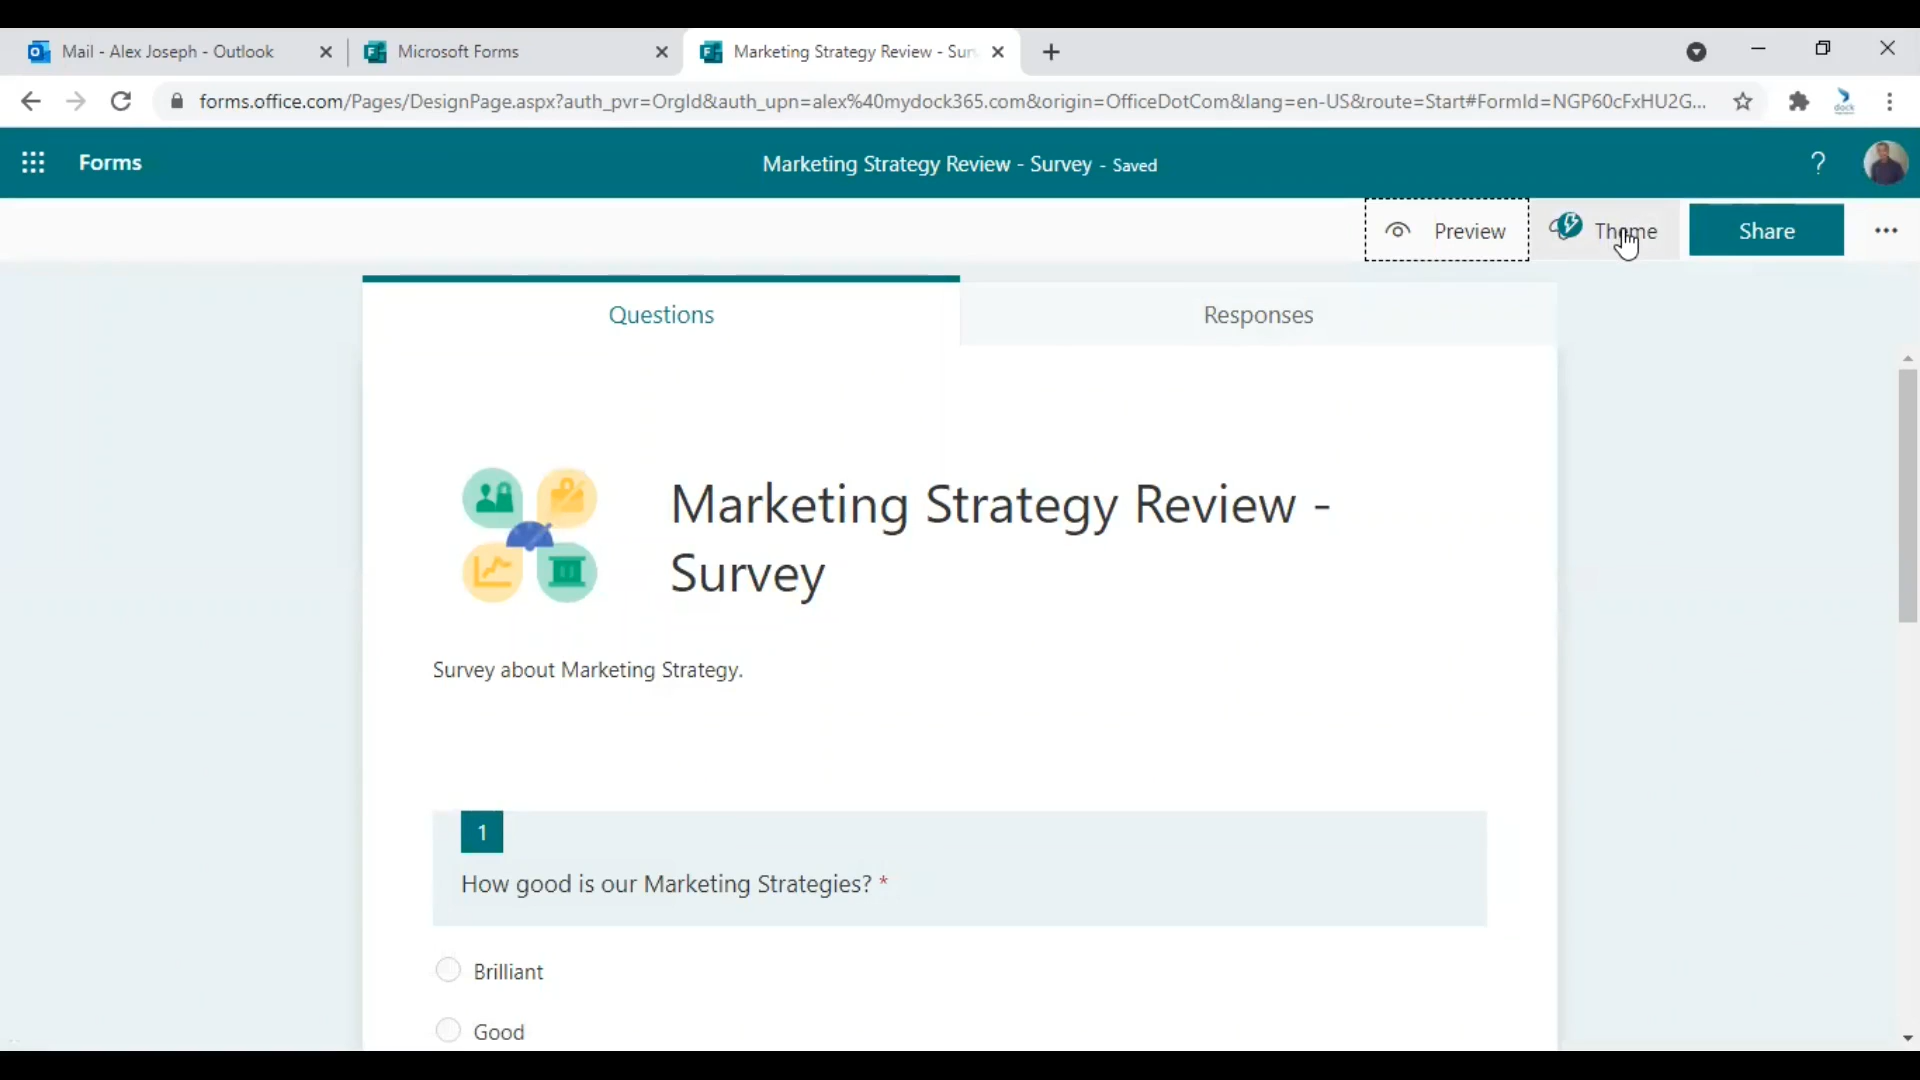 Mail - Alex Joseph - Outlook
Microsoft Forms
Marketing Strategy Review - Sur
forms.office.com/Pages/DesignPage.aspx?auth_pvr=OrgId&auth_upn=alex%40mydock365.com&origin=OfficeDotCom&lang=en-US&route=Start#FormId=NGP60cFxHU2G...
dock
Forms
Marketing Strategy Review - Survey - Saved
?
Preview
Theme
Share
Questions
Responses
Marketing Strategy Review -
Survey
Survey about Marketing Strategy.
1
How good is our Marketing Strategies? *
Brilliant
Good